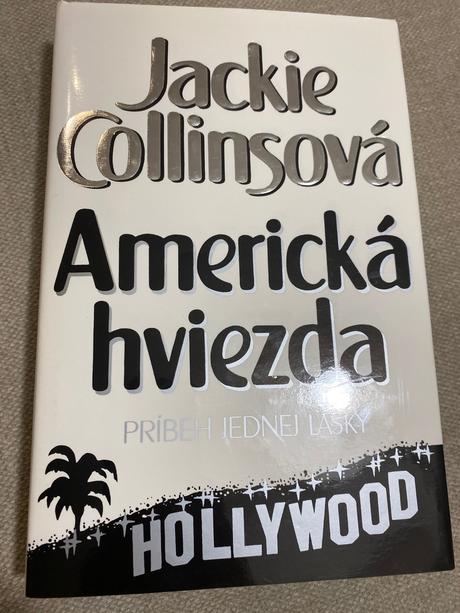 Jackie
Collinsová
Americká
hviezda
PRÍBEH JEDNEJ LÁSKY
HOLLYWOOD